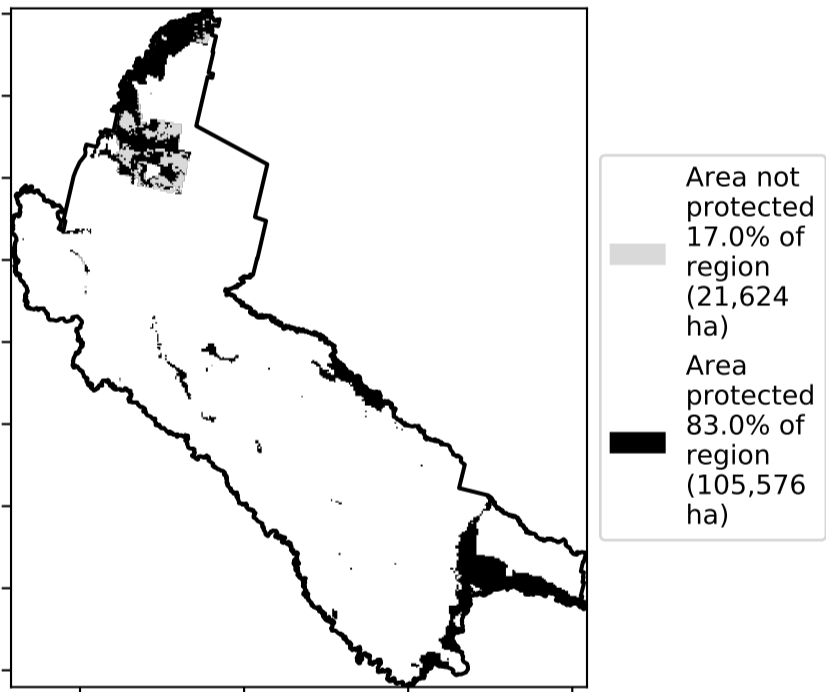 Area not
protected
17.0% of
region
(21,624
ha)
Area
protected
83.0% of
region
(105,576
ha)